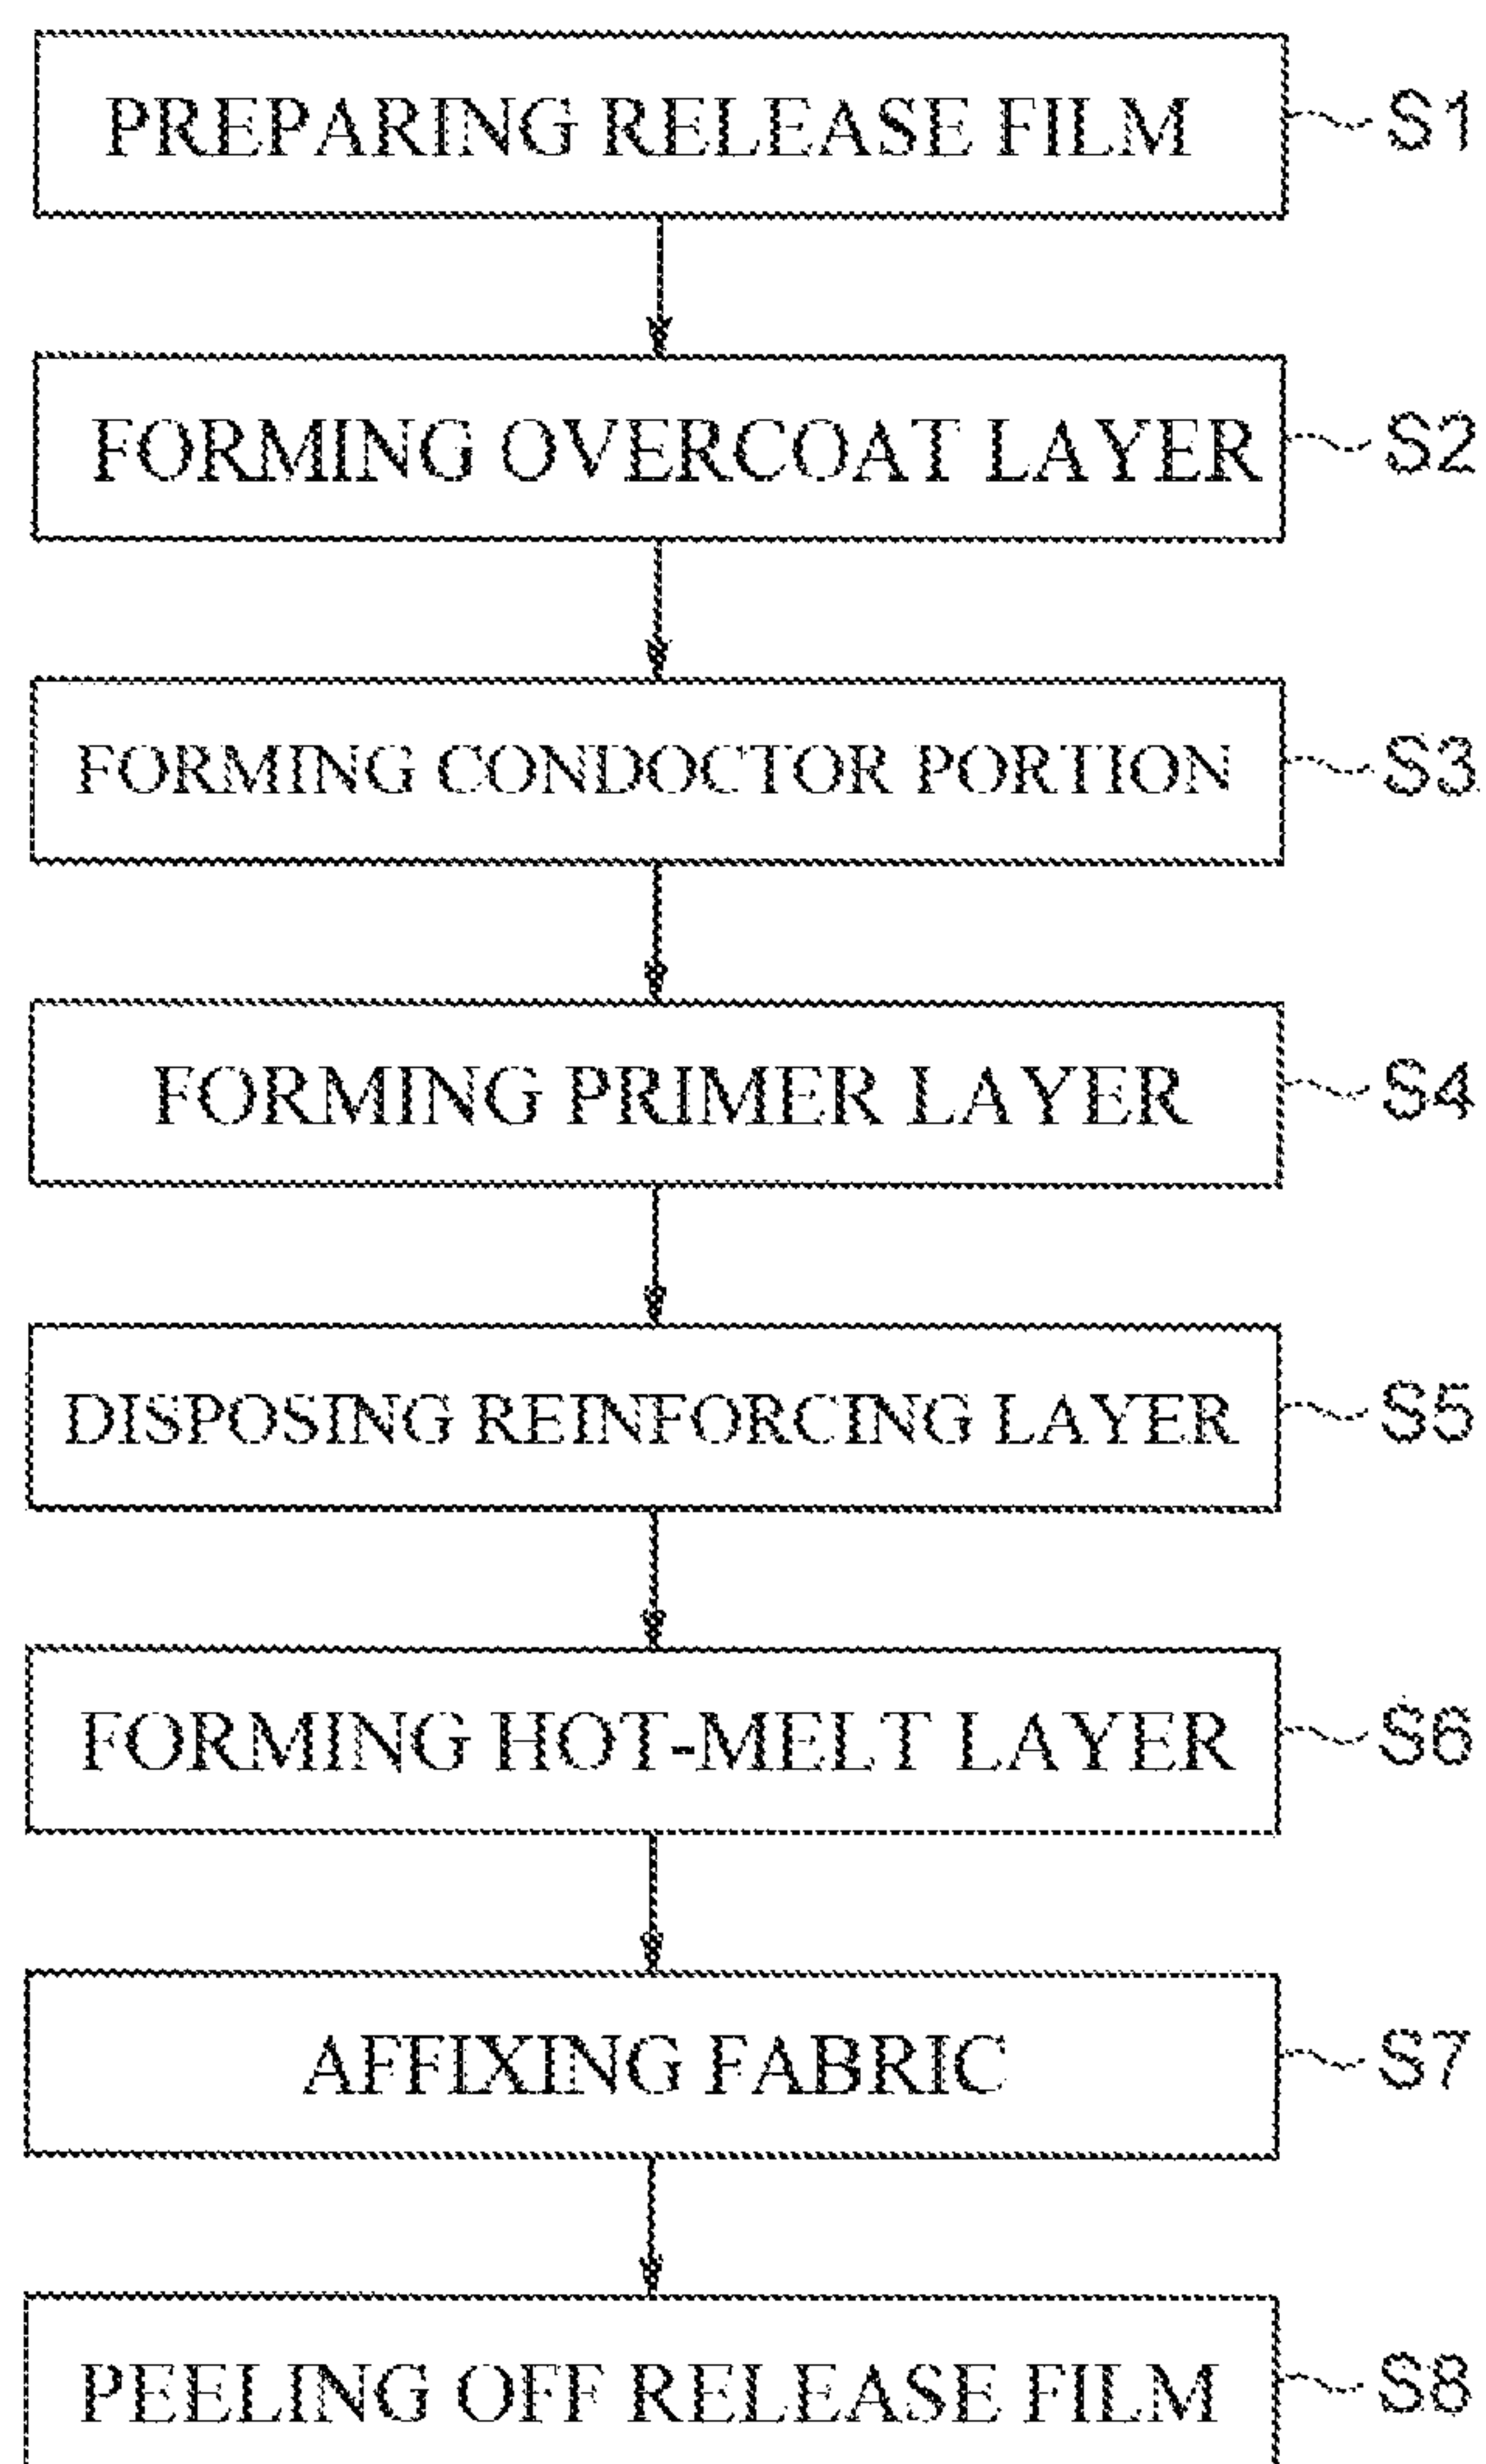 PREPARING RELEASE FILM S1
FORMING OVERCOAT LAYER S2
FORMING CONDOCTOR PORTION S3
FORMING PRIMER LAYER S4
DISPOSING REINFORCING LAYER S5
FORMING HOT-MELT LAYER S6
AFFIXING FABRIC S7
PEELING OFF RELEASE FILM S8